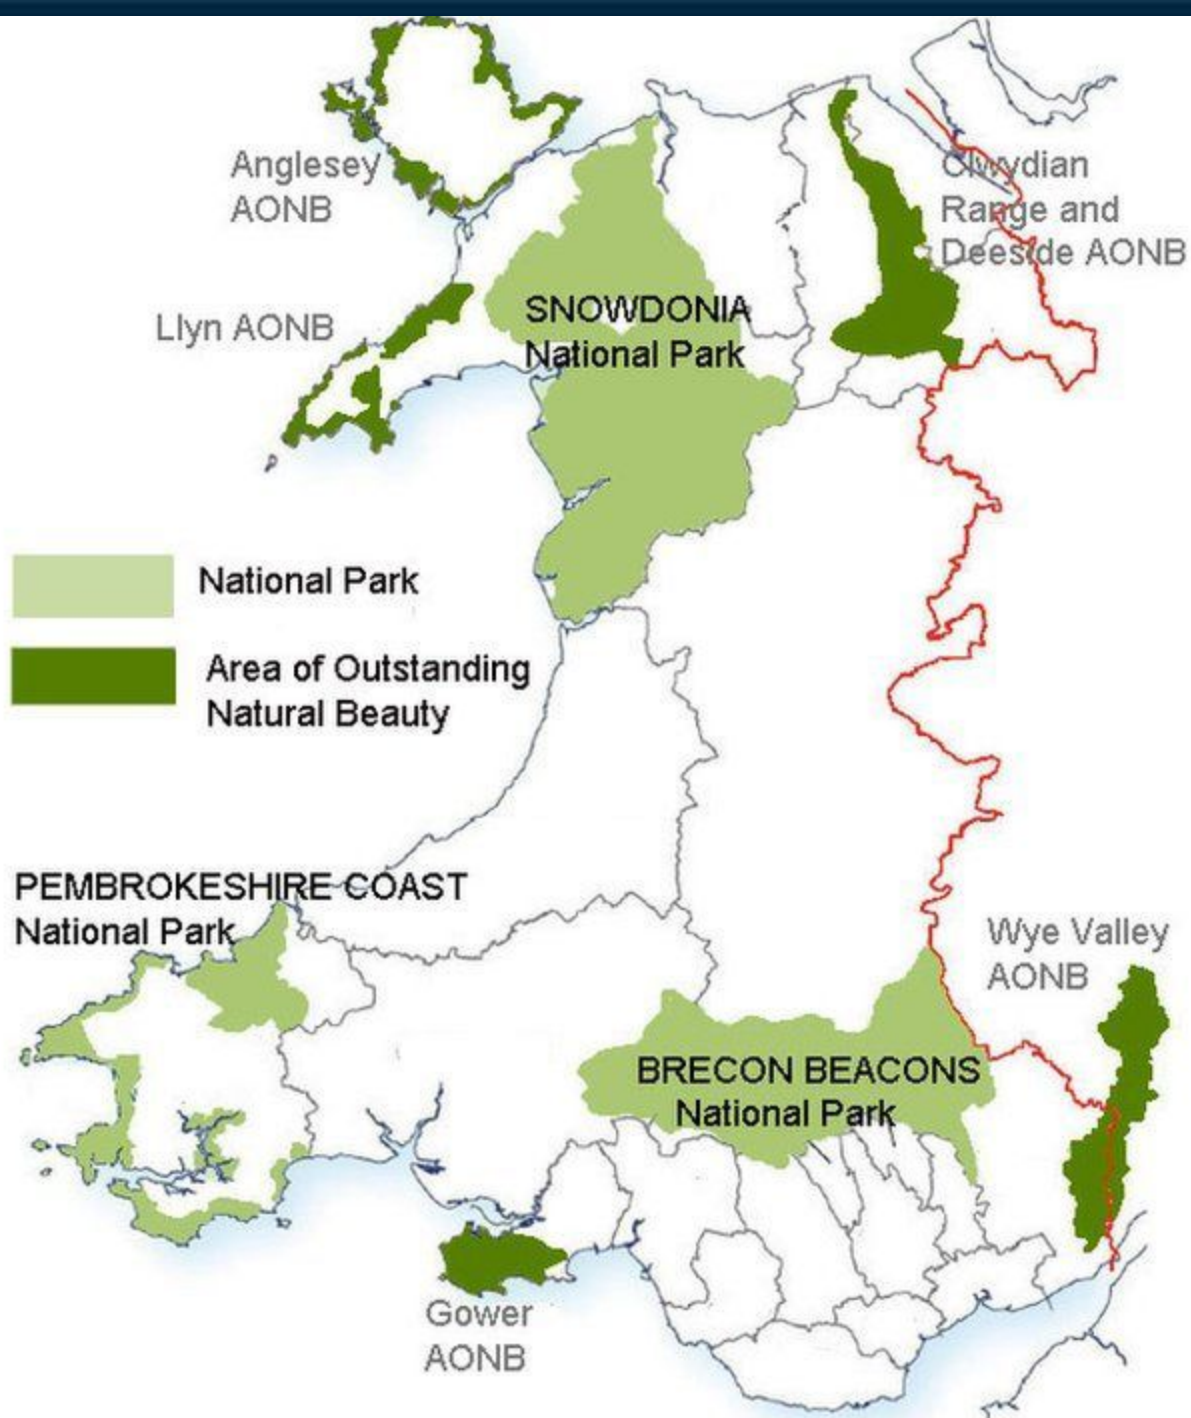 Anglesey
AONB
Clwydian
Range and
Deeside AONB
Llyn AONB
SNOWDONIA
National Park
National Park
Area of Outstanding
Natural Beauty
PEMBROKESHIRE COAST
National Park
Wye Valley
AONB
BRECON BEACONS
National Park
Gower
AONB